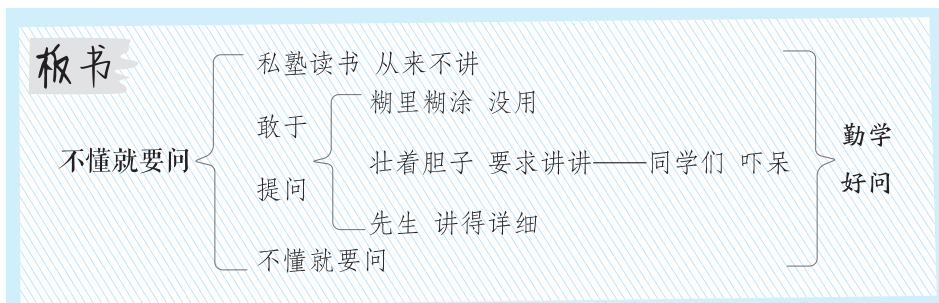 板书
私塾读书 从来不讲
糊里糊涂 没用
敢于
不懂就要问
壮着胆子 要求讲讲——同学们 吓呆
提问
先生 讲得详细
不懂就要问
勤学
好问